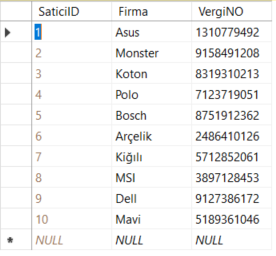 SaticiID Firma VergiNO
1 Asus 1310779492
2 Monster 9158491208
3 Koton 8319310213
4 Polo 7123719051
5 Bosch 8751912362
6 Arçelik 2486410126
7 Kiğılı 5712852061
8 MSI 3897128453
9 Dell 9127386172
10 Mavi 5189361046
NULL NULL NULL